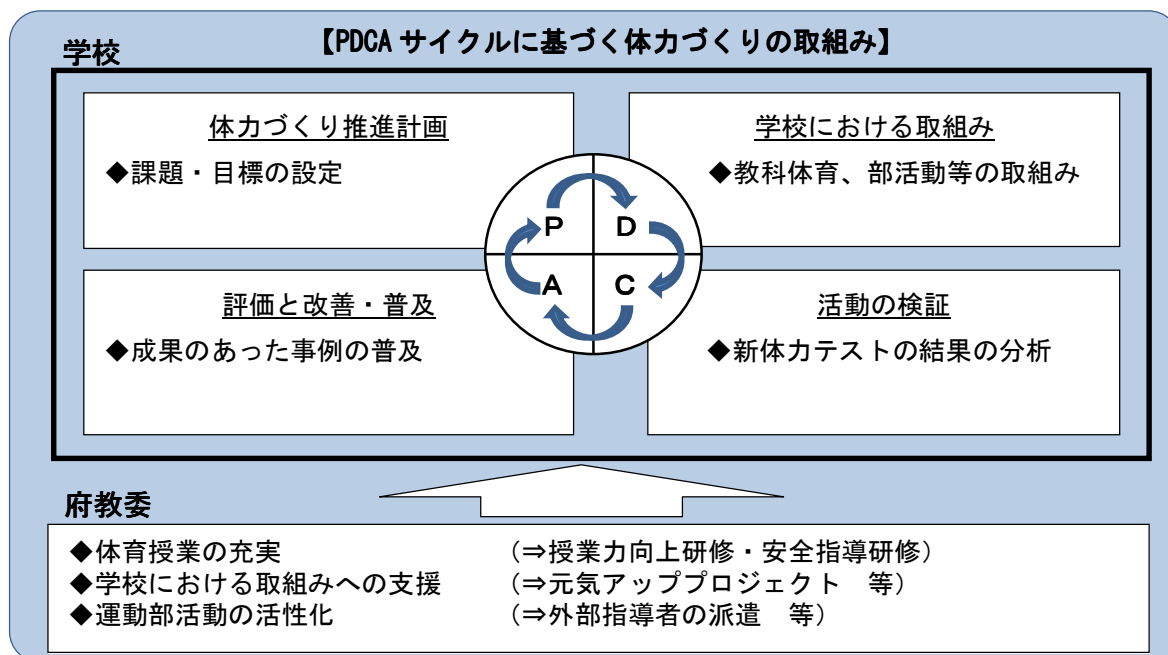 【PDCAサイクルに基づく体力づくりの取組み】
学校
体力づくり推進計画
◆課題・目標の設定
学校における取組み
◆教科体育、部活動等の取組み
P
D
A
C
評価と改善・普及
◆成果のあった事例の普及
活動の検証
◆新体力テストの結果の分析
府教委
◆体育授業の充実 (⇒授業力向上研修・安全指導研修)
◆学校における取組みへの支援 (⇒元気アッププロジェクト 等)
◆運動部活動の活性化 (⇒外部指導者の派遣 等)